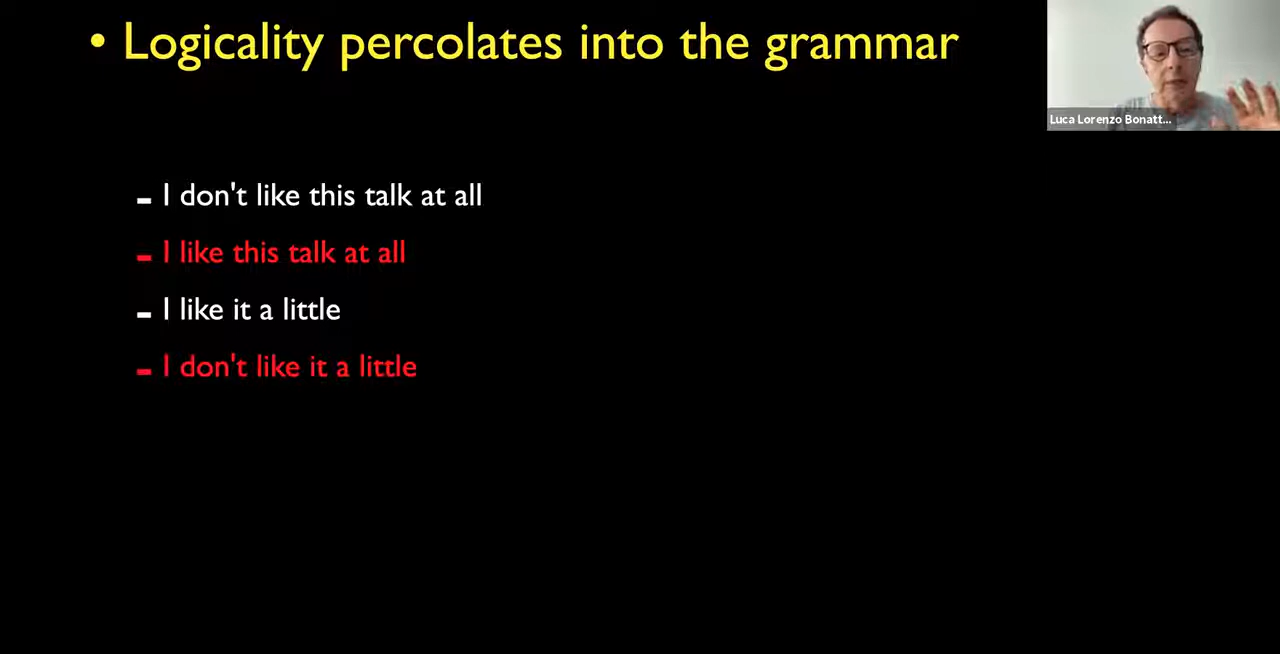 • Logicality percolates into the grammar
Luca Lorenzo Bonatt...
- I don't like this talk at all
- I like this talk at all
- I like it a little
- I don't like it a little